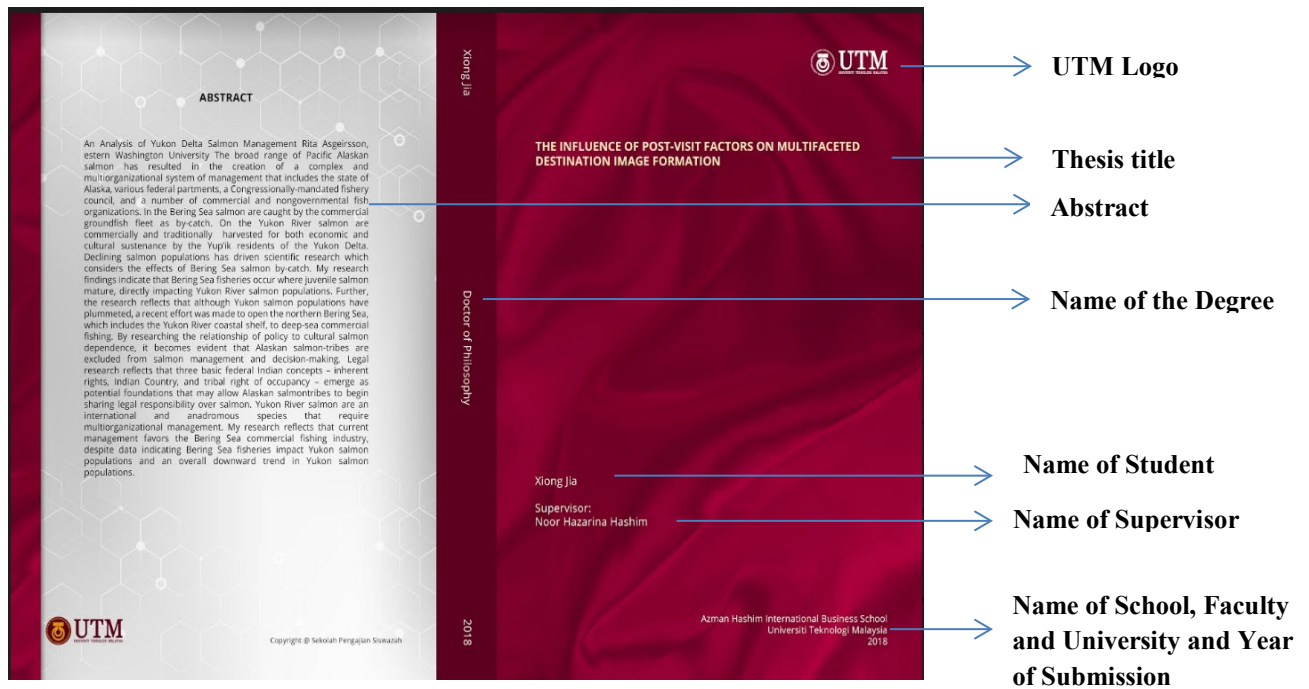 ABSTRACT
An Analysis of Yukon Delta Salmon Management Rita Asgeirsson,
estern Washington University The broad range of Pacific Alaskan
salmon has resulted in the creation of a complex and
multiorganizational system of management that includes the state of
Alaska, various federal partments, a Congressionally-mandated fishery
council, and a number of commercial and nongovernmental fish
organizations. In the Bering Sea salmon are caught by the commercial
groundfish fleet as by-catch. On the Yukon River salmon are
commercially and traditionally harvested for both economic and
cultural sustenance by the Yup'ik residents of the Yukon Delta.
Declining salmon populations has driven scientific research which
considers the effects of Bering Sea salmon by-catch. My research
findings indicate that Bering Sea fisheries occur where juvenile salmon
mature, directly impacting Yukon River salmon populations. Further,
the research reflects that although Yukon salmon populations have
plummeted, a recent effort was made to open the northern Bering Sea,
which includes the Yukon River coastal shelf, to deep-sea commercial
fishing. By researching the relationship of policy to cultural salmon
dependence, it becomes evident that Alaskan salmon-tribes are
excluded from salmon management and decision-making. Legal
research reflects that three basic federal Indian concepts – inherent
rights, Indian Country, and tribal right of occupancy – emerge as
potential foundations that may allow Alaskan salmontribes to begin
sharing legal responsibility over salmon. Yukon River salmon are an
international and anadromous species that require
multiorganizational management. My research reflects that current
management favors the Bering Sea commercial fishing industry,
despite data indicating Bering Sea fisheries impact Yukon salmon
populations and an overall downward trend in Yukon salmon
populations.
UTM
UNIVERSITI TEKNOLOGI MALAYSIA
Copyright @ Sekolah Pengajian Siswazah
Xiong Jia
Doctor of Philosophy
2018
UTM
UNIVERSITI TEKNOLOGI MALAYSIA
THE INFLUENCE OF POST-VISIT FACTORS ON MULTIFACETED
DESTINATION IMAGE FORMATION
Xiong Jia
Supervisor:
Noor Hazarina Hashim
Azman Hashim International Business School
Universiti Teknologi Malaysia
2018
UTM Logo
Thesis title
Abstract
Name of the Degree
Name of Student
Name of Supervisor
Name of School, Faculty
and University and Year
of Submission